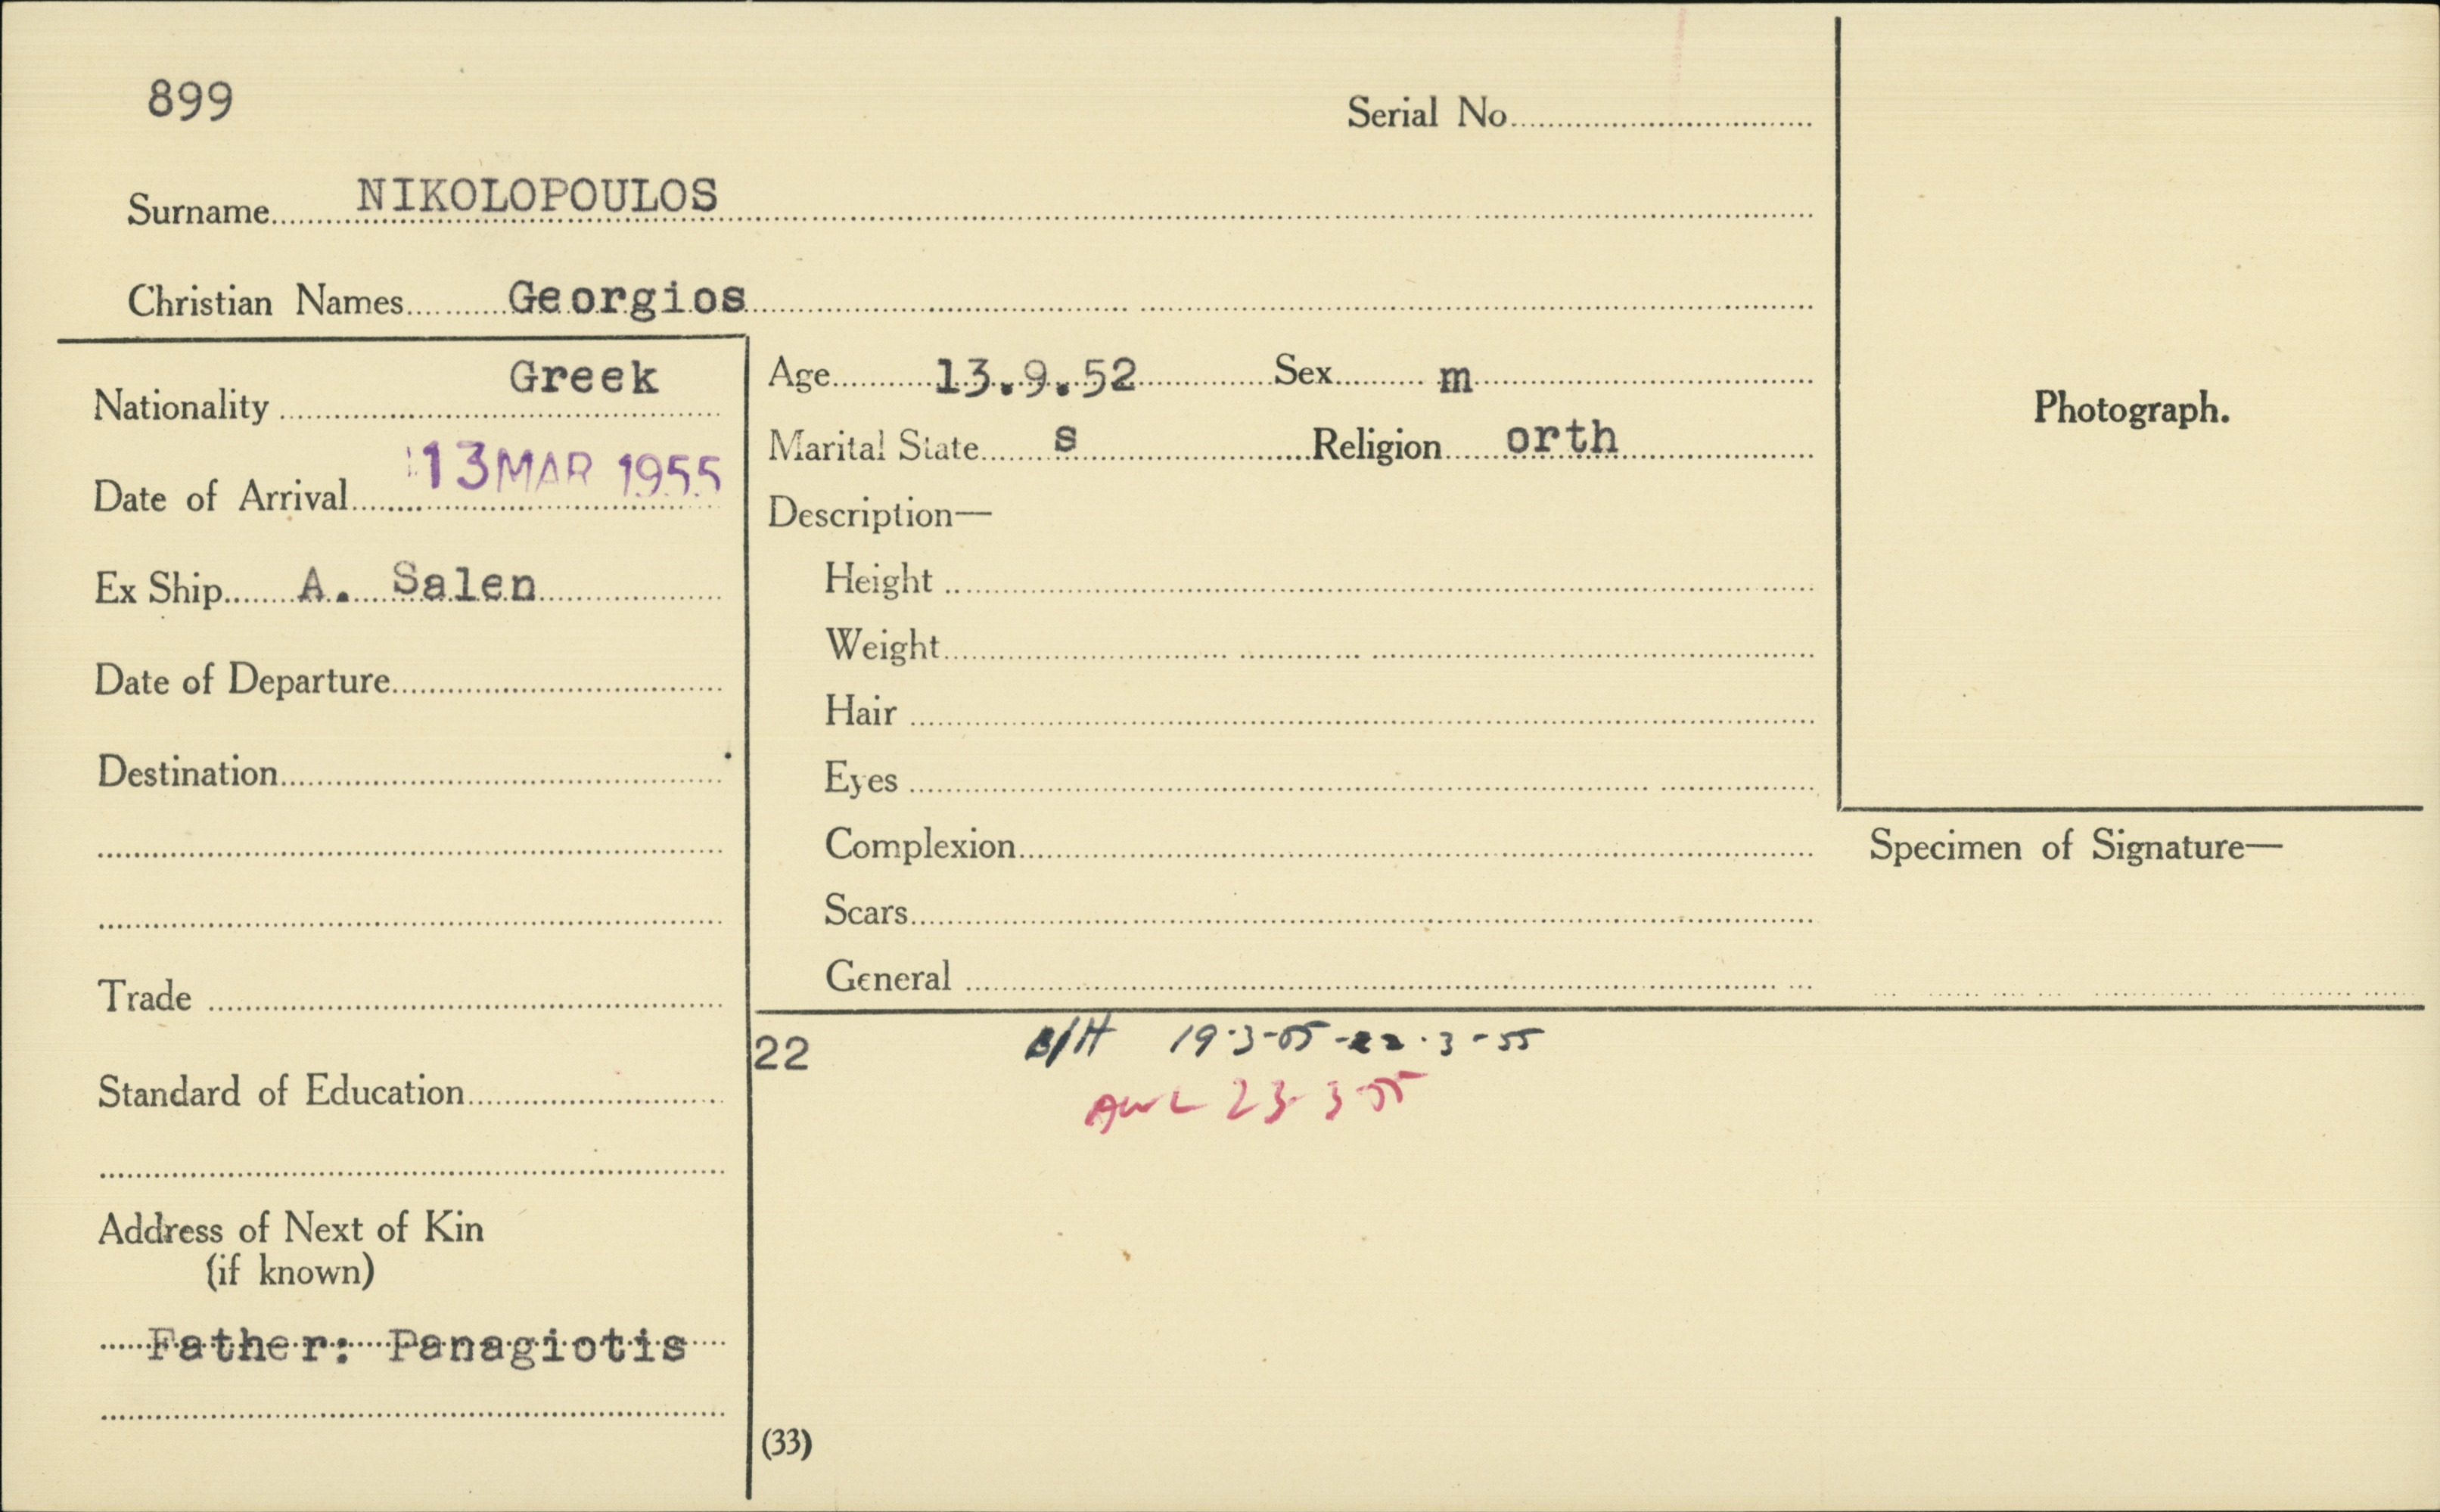 899
Serial No.
Surname NIKOLOPOULOS
Christian Names Georgios
Nationality Greek
Date of Arrival 13 MAR 1955
Ex Ship A. Salen
Date of Departure
Destination
Trade
Standard of Education
Address of Next of Kin
(if known)
Father: Panagiotis
Age 13.9.52 Sex m
Marital State s Religion orth
Description—
Height
Weight
Hair
Eyes
Complexion
Scars
General
Photograph.
Specimen of Signature—
22
B/H 19-3-55-22.3-55
AWL 23-3-55
(33)